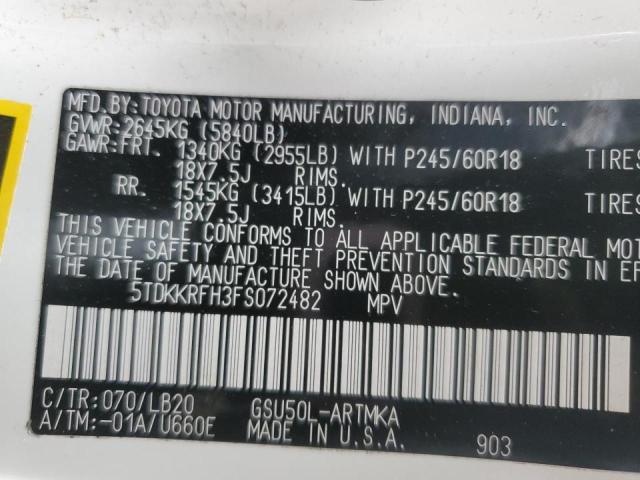 MFD.BY:TOYOTA MOTOR MANUFACTURING, INDIANA, INC.
GVWR:2645KG (5840LB)
GAWR:FRT. 1340KG (2955LB) WITH P245/60R18 TIRES
18X7.5J RIMS.
RR. 1545KG (3415LB) WITH P245/60R18 TIRES
18X7.5J RIMS.
THIS VEHICLE CONFORMS TO ALL APPLICABLE FEDERAL MOT
VEHICLE SAFETY AND THEFT PREVENTION STANDARDS IN EF
THE DATE OF MANUFACTURE SHOWN ABOVE.
5TDKKRFH3FS072482 MPV
C/TR:070/LB20 GSU50L-ARTMKA
A/TM:-01A/U660E MADE IN U.S.A. 903